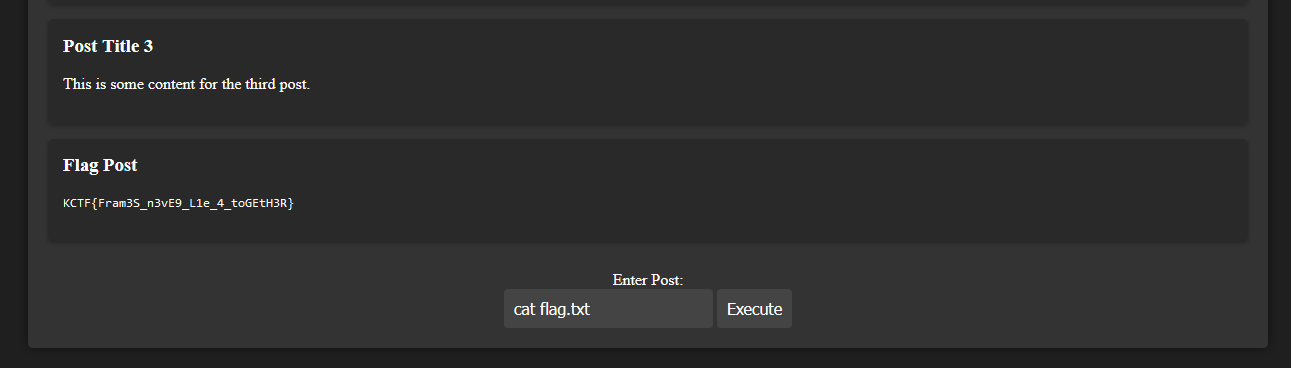 Post Title 3
This is some content for the third post.
Flag Post
KCTF{Fram3S_n3vE9_L1e_4_toGEtH3R}
Enter Post:
cat flag.txt Execute